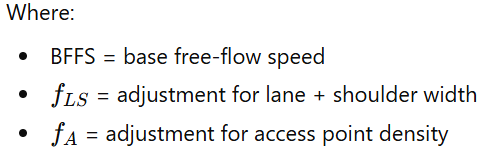 Where:
• BFFS = base free-flow speed
• f_LS = adjustment for lane + shoulder width
• f_A = adjustment for access point density